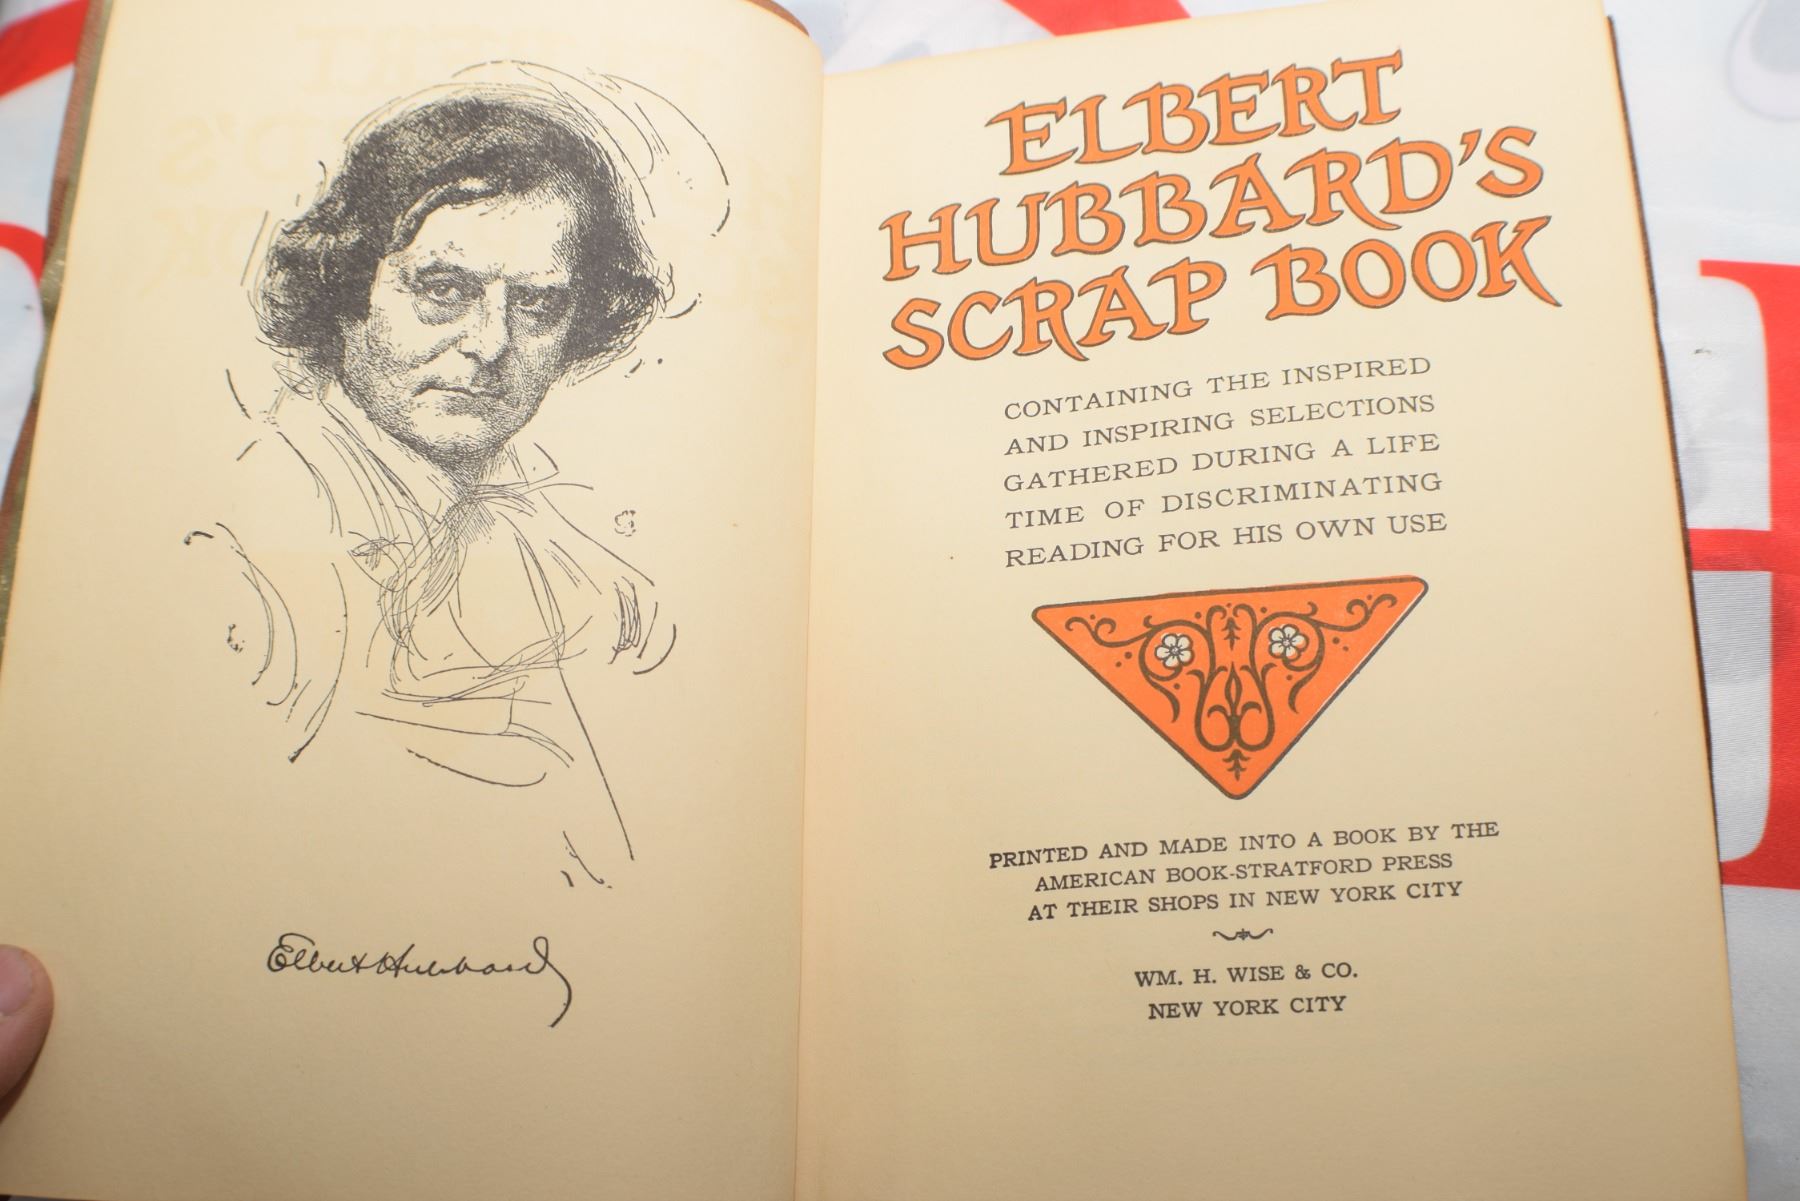 Elbert Hubbard
ELBERT
HUBBARD'S
SCRAP BOOK
CONTAINING THE INSPIRED
AND INSPIRING SELECTIONS
GATHERED DURING A LIFE
TIME OF DISCRIMINATING
READING FOR HIS OWN USE
PRINTED AND MADE INTO A BOOK BY THE
AMERICAN BOOK-STRATFORD PRESS
AT THEIR SHOPS IN NEW YORK CITY
WM. H. WISE & CO.
NEW YORK CITY